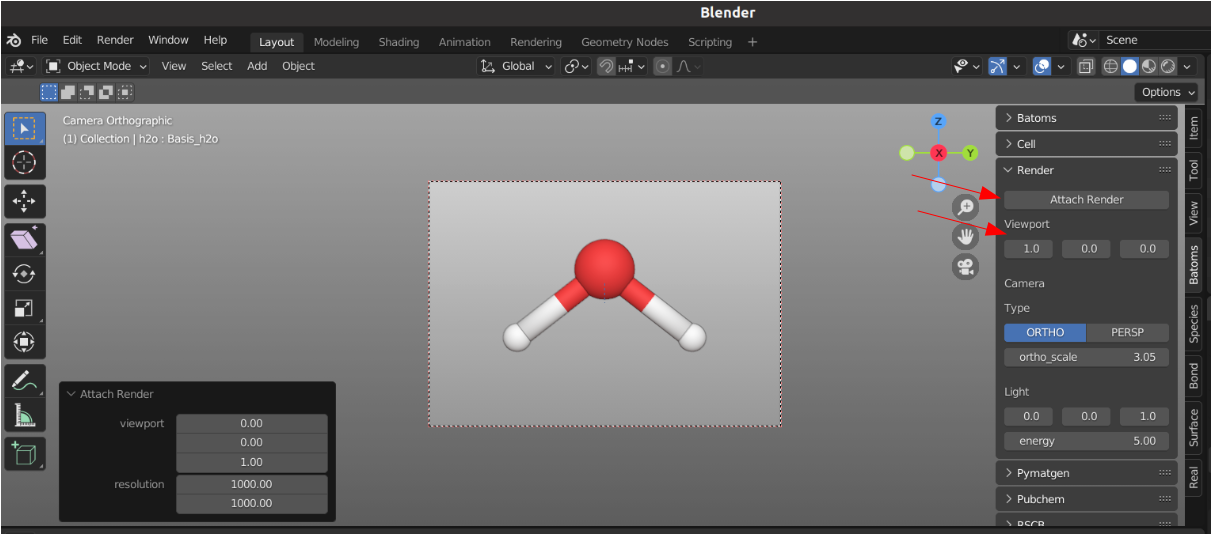 Blender
File Edit Render Window Help Layout Modeling Shading Animation Rendering Geometry Nodes Scripting + Scene
Object Mode View Select Add Object Global
Options
Camera Orthographic
(1) Collection | h2o : Basis_h2o
Z
X Y
Attach Render
viewport 0.00
0.00
1.00
resolution 1000.00
1000.00
Batoms
Cell
Render
Attach Render
Viewport
1.0 0.0 0.0
Camera
Type
ORTHO PERSP
ortho_scale 3.05
Light
0.0 0.0 1.0
energy 5.00
Pymatgen
Pubchem
RSCB
Item
Tool
View
Batoms
Species
Bond
Surface
Real